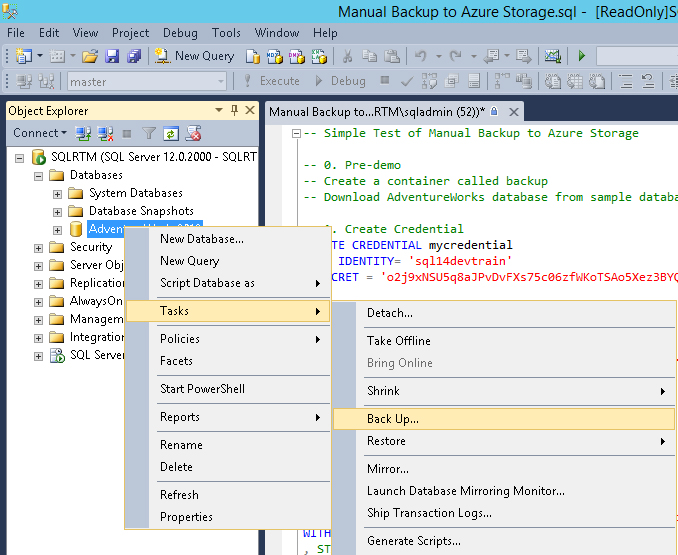 Manual Backup to Azure Storage.sql - [ReadOnly]S
File Edit View Project Debug Tools Window Help
New Query
MDX DMX
master Execute Debug
Object Explorer
Connect
SQLRTM (SQL Server 12.0.2000 - SQLRT
Databases
System Databases
Database Snapshots
Security
Server Obj
Replication
AlwaysOn
Managem
Integration
SQL Server
Manual Backup to...RTM\sqladmin (52))*
-- Simple Test of Manual Backup to Azure Storage
-- 0. Pre-demo
-- Create a container called backup
-- Download AdventureWorks database from sample databa
. Create Credential
TE CREDENTIAL mycredential
IDENTITY= 'sql14devtrain'
CRET = 'o2j9xNSU5q8aJPvDvFXs75c06zfWKoTSAo5Xez3BYQ
WITH
, ST
New Database...
New Query
Script Database as
Tasks
Policies
Facets
Start PowerShell
Reports
Rename
Delete
Refresh
Properties
Detach...
Take Offline
Bring Online
Shrink
Back Up...
Restore
Mirror...
Launch Database Mirroring Monitor...
Ship Transaction Logs...
Generate Scripts...